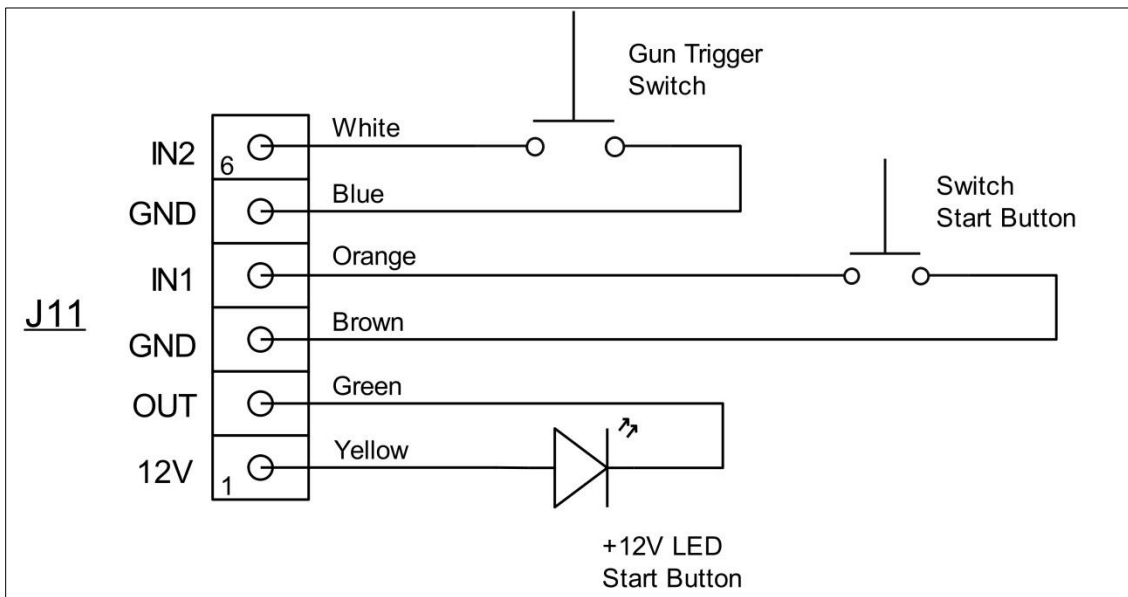 Gun Trigger
Switch
White
IN2
6
Blue
GND
Switch
Start Button
Orange
IN1
J11
Brown
GND
Green
OUT
Yellow
12V
1
+12V LED
Start Button